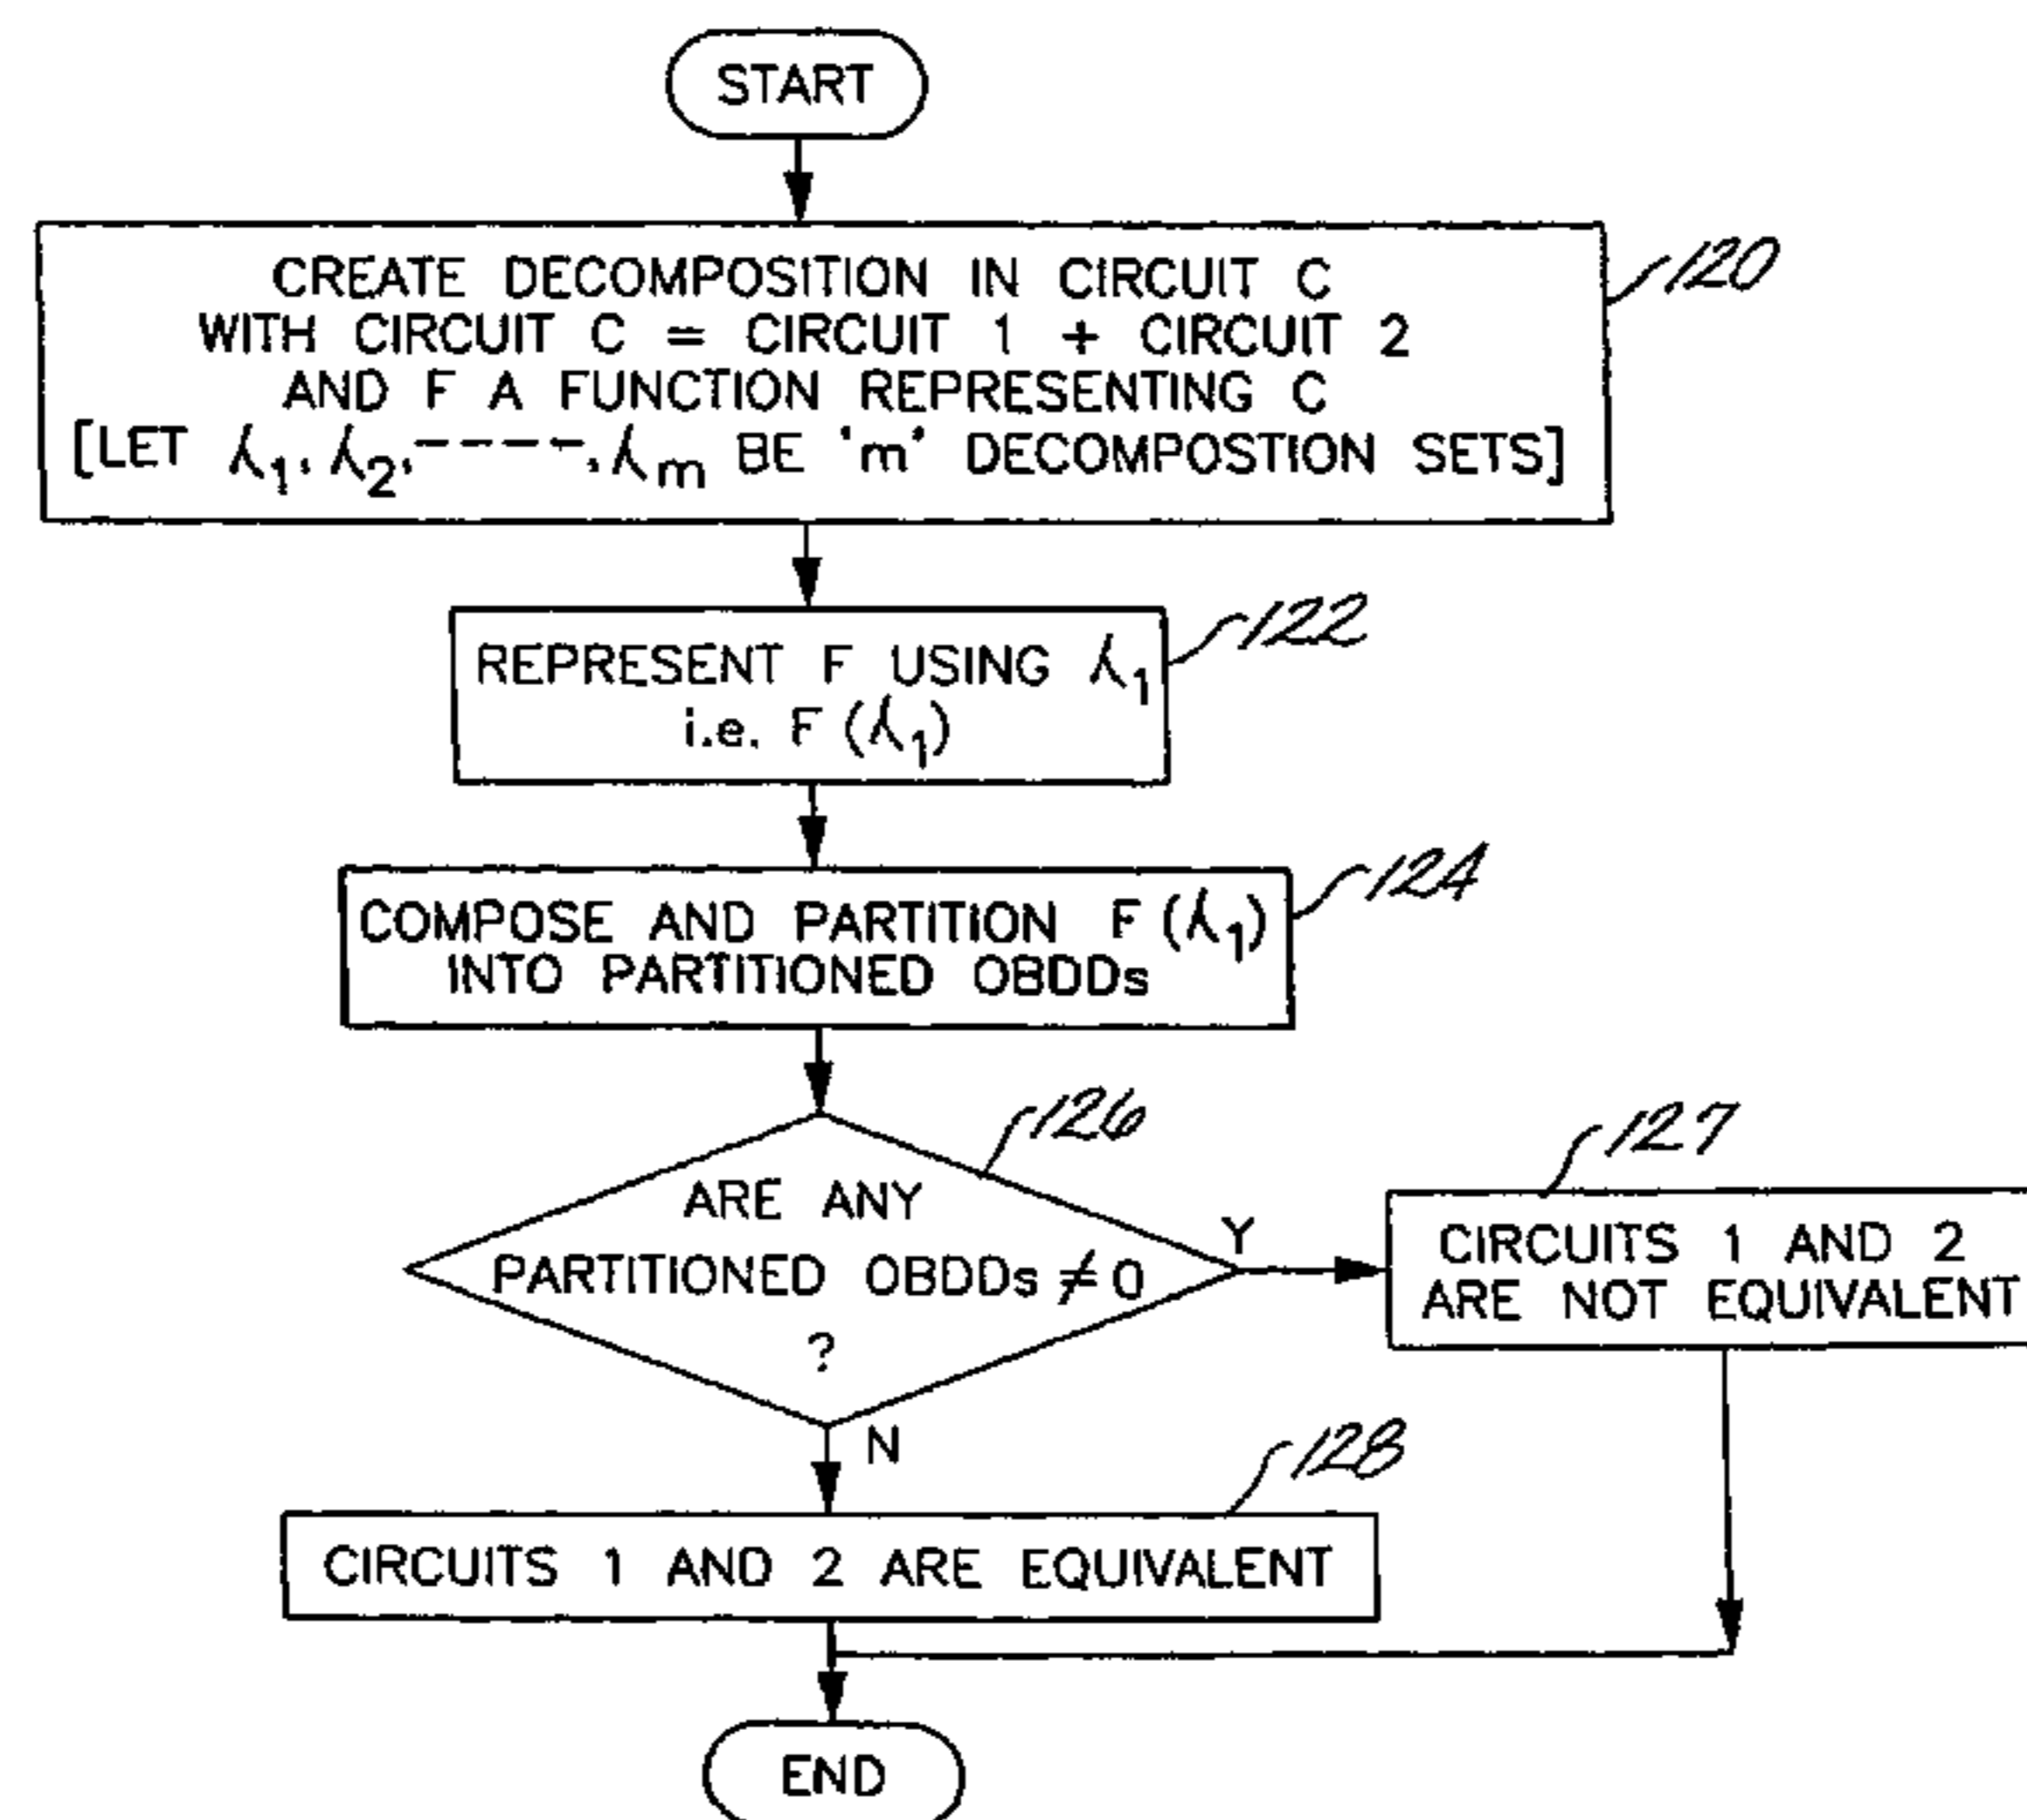 START
CREATE DECOMPOSITION IN CIRCUIT C
WITH CIRCUIT C = CIRCUIT 1 + CIRCUIT 2
AND F A FUNCTION REPRESENTING C
[LET λ1, λ2,----,λm BE 'm' DECOMPOSTION SETS]
120
REPRESENT F USING λ1
i.e. F (λ1)
122
COMPOSE AND PARTITION F (λ1)
INTO PARTITIONED OBDDs
124
ARE ANY
PARTITIONED OBDDs ≠ 0
?
126
Y
CIRCUITS 1 AND 2
ARE NOT EQUIVALENT
127
N
CIRCUITS 1 AND 2 ARE EQUIVALENT
128
END